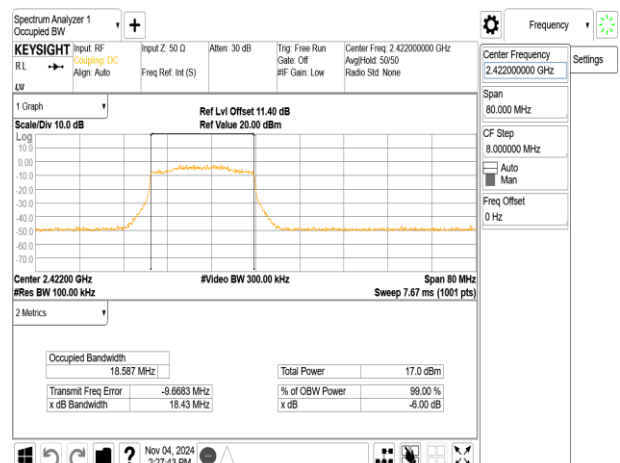 Spectrum Analyzer 1
Occupied BW
Frequency
KEYSIGHT
Input: RF
Input Z: 50 Ω
Atten: 30 dB
Trig: Free Run
Center Freq: 2.422000000 GHz
RL
Coupling: DC
Gate: Off
Avg|Hold: 50/50
Align: Auto
Freq Ref: Int (S)
#IF Gain: Low
Radio Std: None
Center Frequency
2.422000000 GHz
Settings
Span
80.000 MHz
CF Step
8.000000 MHz
Auto
Man
Freq Offset
0 Hz
1 Graph
Ref Lvl Offset 11.40 dB
Scale/Div 10.0 dB
Ref Value 20.00 dBm
Log
10.0
0.00
-10.0
-20.0
-30.0
-40.0
-50.0
-60.0
-70.0
Center 2.42200 GHz
#Video BW 300.00 kHz
Span 80 MHz
#Res BW 100.00 kHz
Sweep 7.67 ms (1001 pts)
2 Metrics
Occupied Bandwidth
18.587 MHz
Total Power
17.0 dBm
Transmit Freq Error
-9.6683 MHz
% of OBW Power
99.00 %
x dB Bandwidth
18.43 MHz
x dB
-6.00 dB
?
Nov 04, 2024
2:27:43 PM